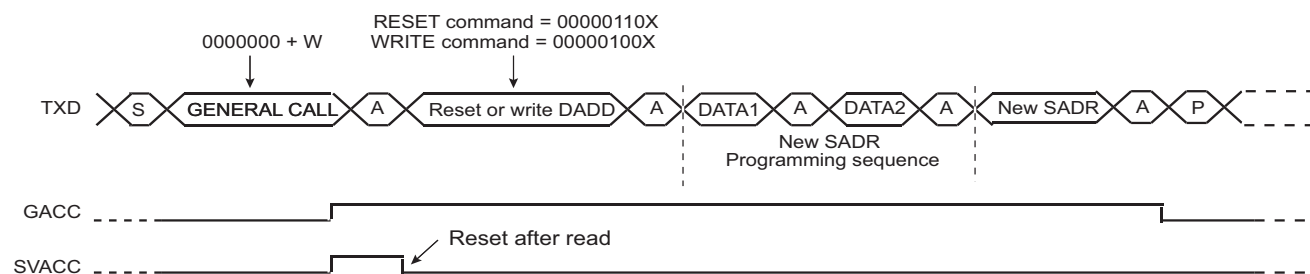 RESET command = 00000110X
0000000 + W
WRITE command = 00000100X
TXD S GENERAL CALL A Reset or write DADD A DATA1 A DATA2 A New SADR A P
New SADR
Programming sequence
GACC
Reset after read
SVACC